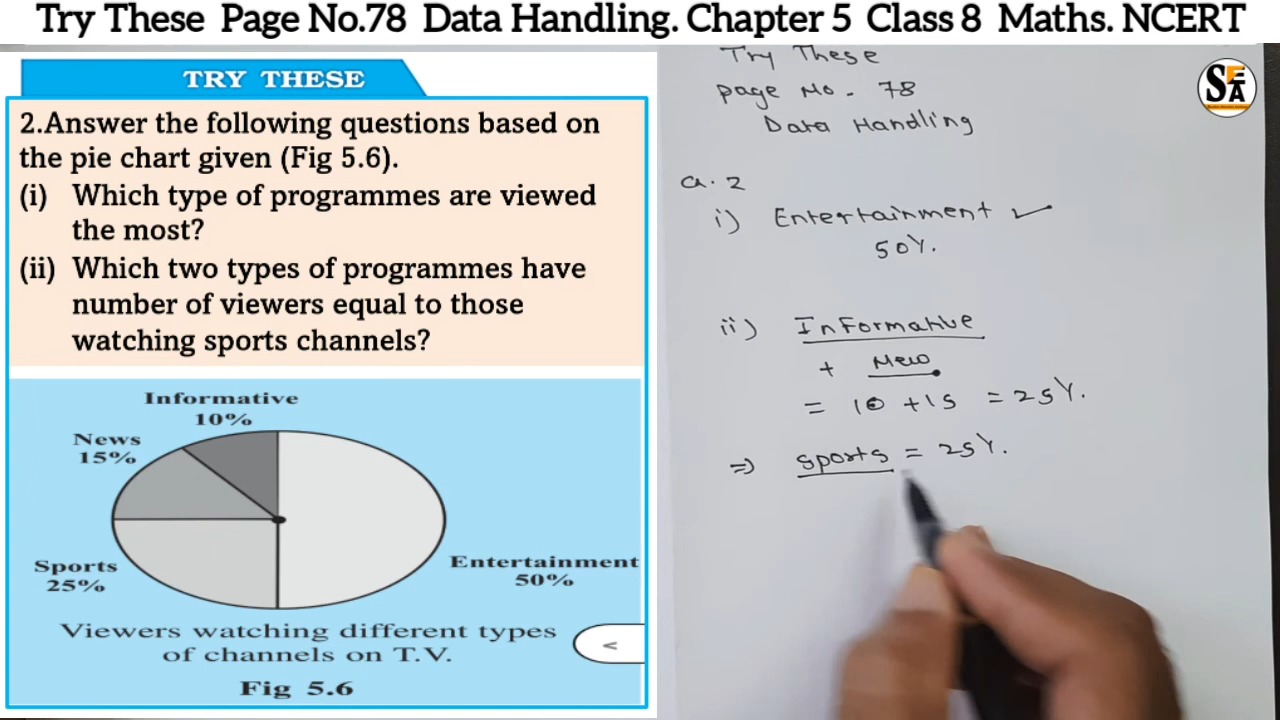 Try These Page No.78 Data Handling. Chapter 5 Class 8 Maths. NCERT
TRY THESE
2.Answer the following questions based on
the pie chart given (Fig 5.6).
(i) Which type of programmes are viewed
the most?
(ii) Which two types of programmes have
number of viewers equal to those
watching sports channels?
Informative
10%
News
15%
Sports
25%
Entertainment
50%
Viewers watching different types
of channels on T.V.
<
Fig 5.6
Try These
page No. 78
Data Handling
a.2
i) Entertainment
50%.
ii) Informative
+ New
= 10 +15 = 25%.
=> sports = 25%.